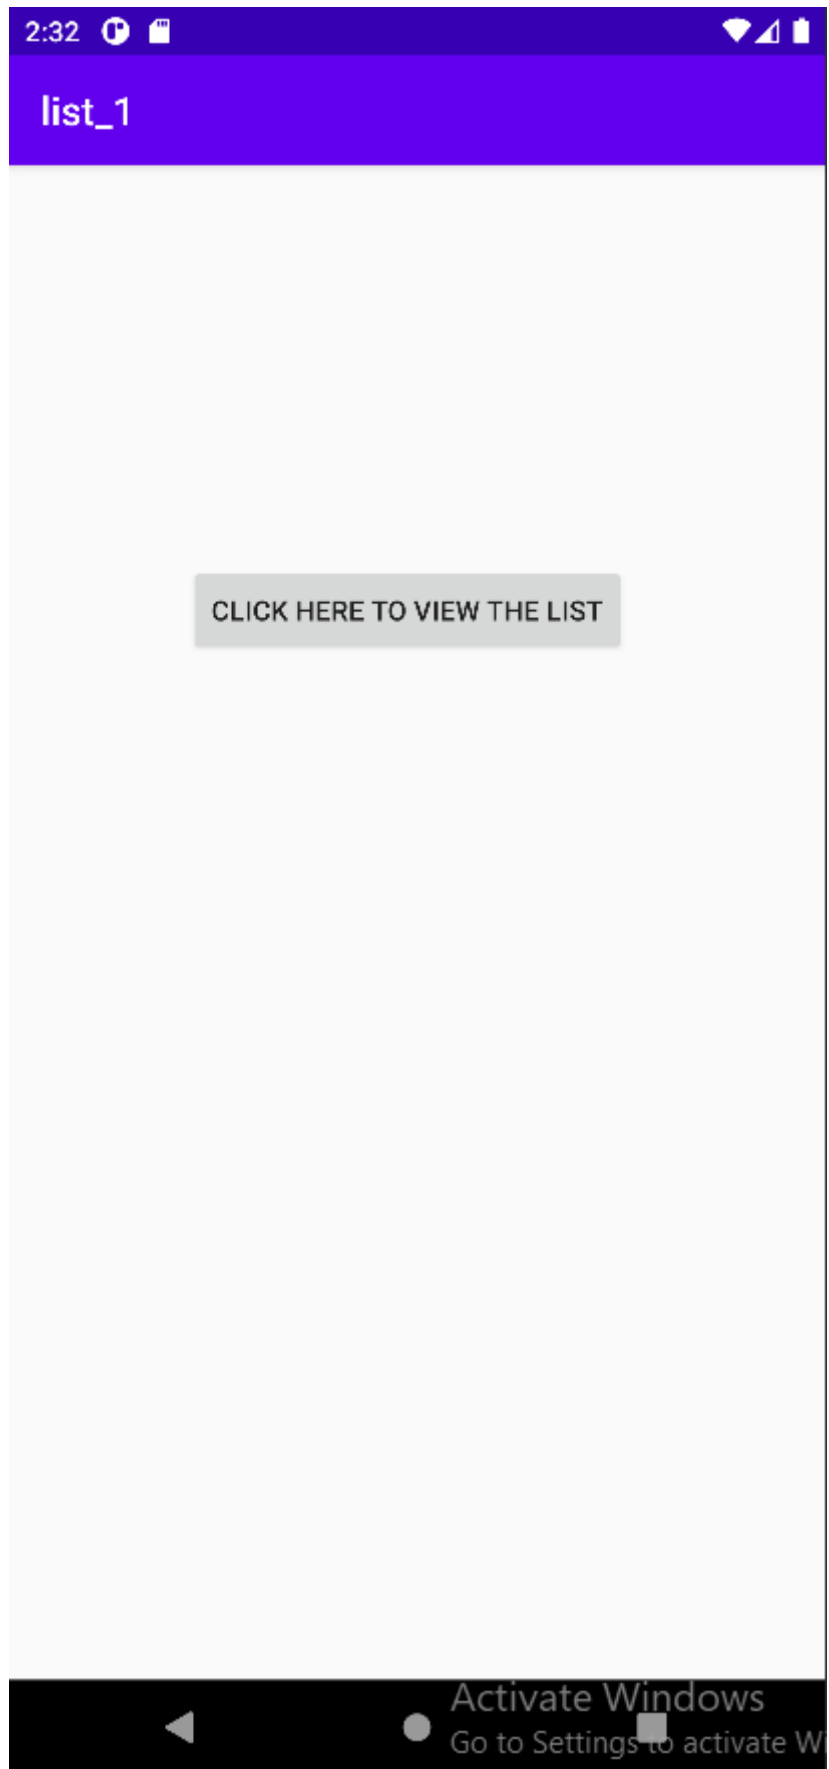 2:32
list_1
CLICK HERE TO VIEW THE LIST
Activate Windows
Go to Settings to activate